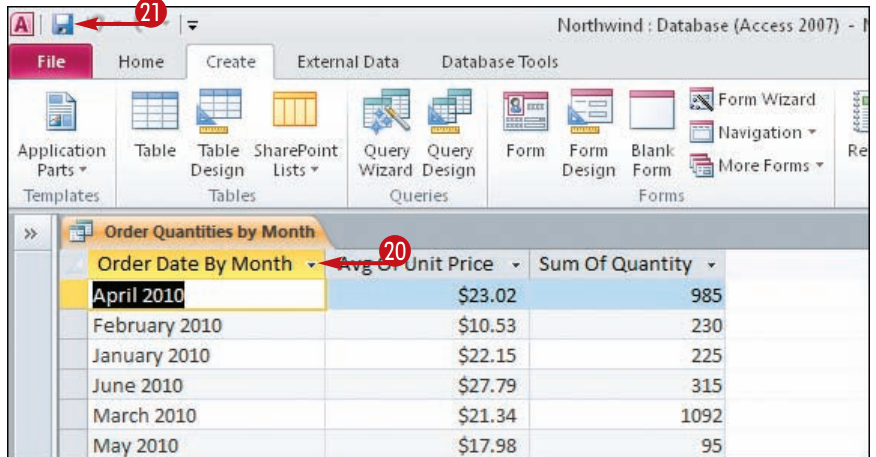 21
A Northwind : Database (Access 2007) -
File Home Create External Data Database Tools
Application Parts Table Table Design SharePoint Lists Query Wizard Query Design Form Form Design Blank Form Form Wizard
Navigation
More Forms
Re
Templates Tables Queries Forms
» Order Quantities by Month
20
Order Date By Month Avg Of Unit Price Sum Of Quantity
April 2010 $23.02 985
February 2010 $10.53 230
January 2010 $22.15 225
June 2010 $27.79 315
March 2010 $21.34 1092
May 2010 $17.98 95